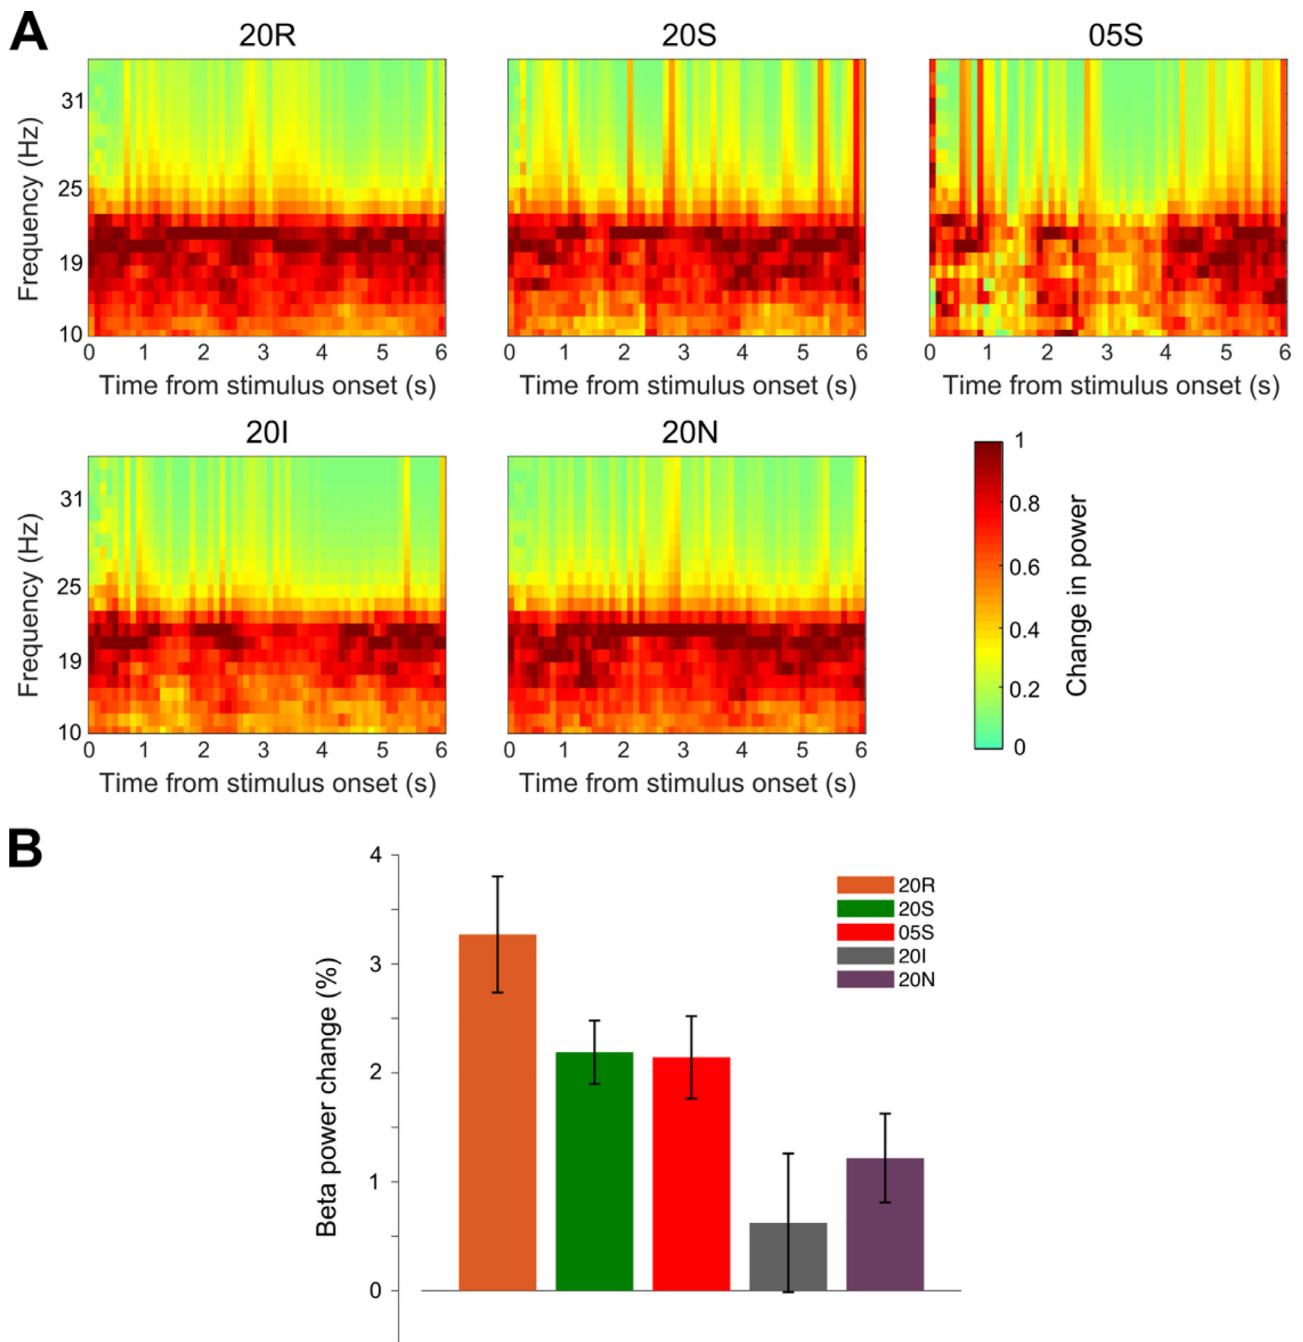 A
20R
20S
05S
Frequency (Hz)
31
25
19
10
0 1 2 3 4 5 6
0 1 2 3 4 5 6
0 1 2 3 4 5 6
Time from stimulus onset (s)
Time from stimulus onset (s)
Time from stimulus onset (s)
20I
20N
Frequency (Hz)
31
25
19
10
0 1 2 3 4 5 6
0 1 2 3 4 5 6
Time from stimulus onset (s)
Time from stimulus onset (s)
1
0.8
0.6
0.4
0.2
0
Change in power
B
Beta power change (%)
4
3
2
1
0
20R
20S
05S
20I
20N